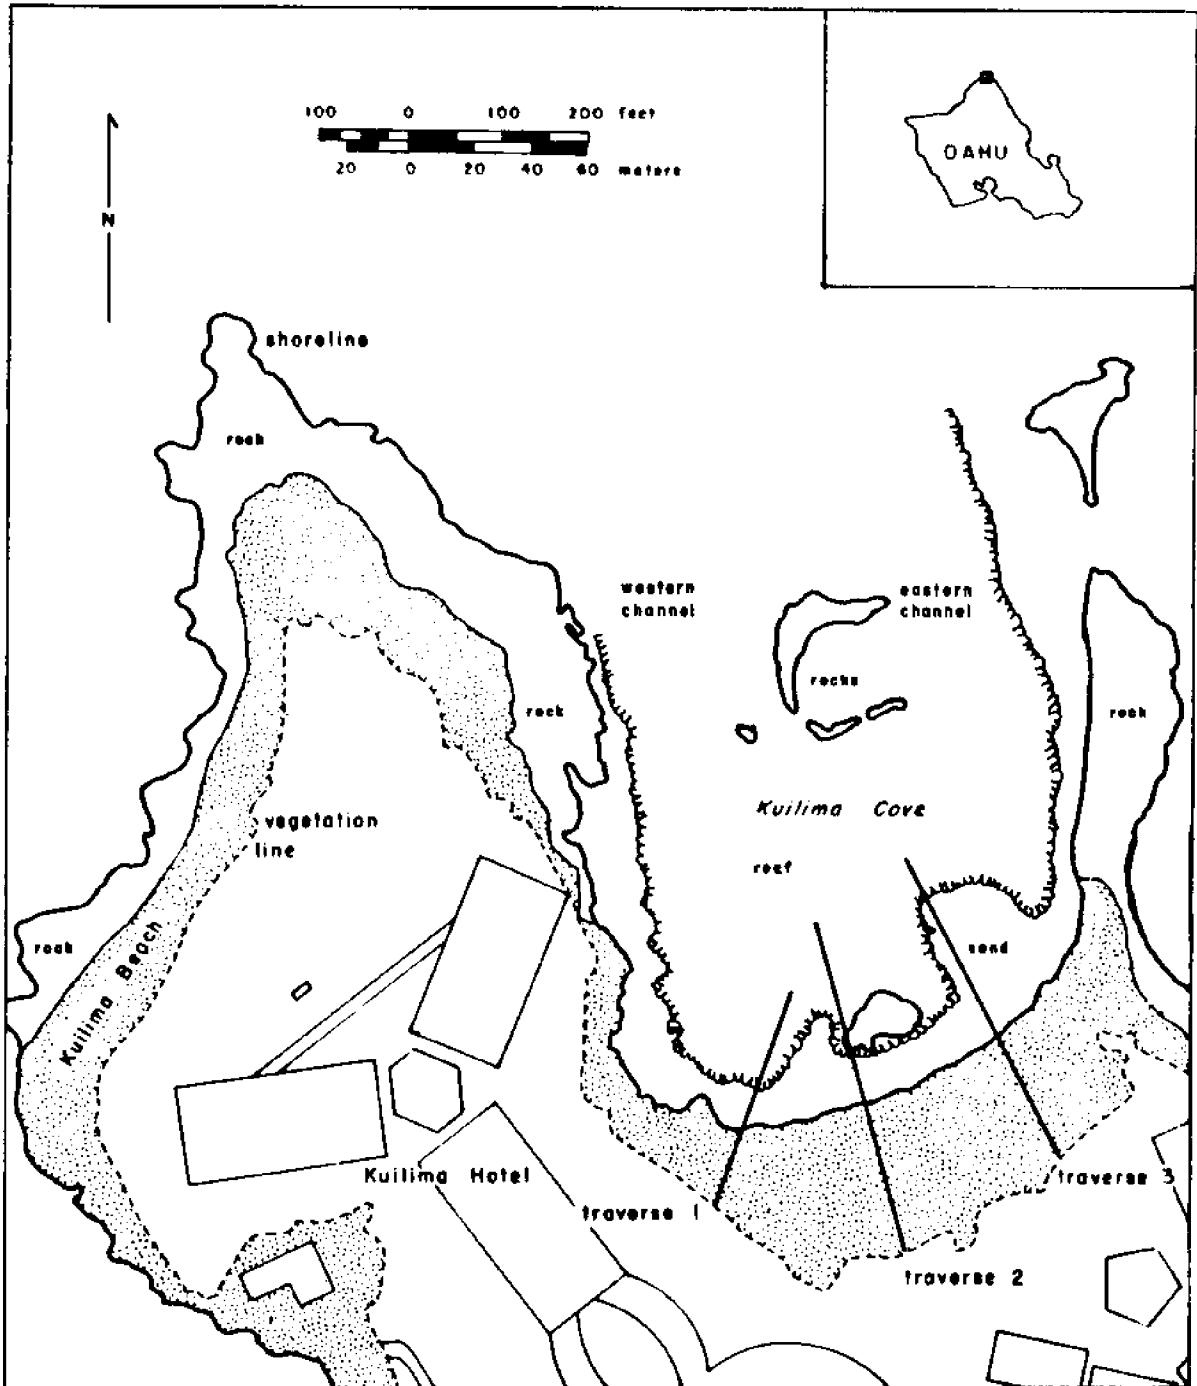 100 0 100 200 feet
20 0 20 40 60 meters
N
OAHU
shoreline
rock
western
channel
eastern
channel
rocks
rock
rock
Kuilima Cove
vegetation
line
reef
rock
Kuilima Beach
sand
Kuilima Hotel
traverse 1
traverse 3
traverse 2